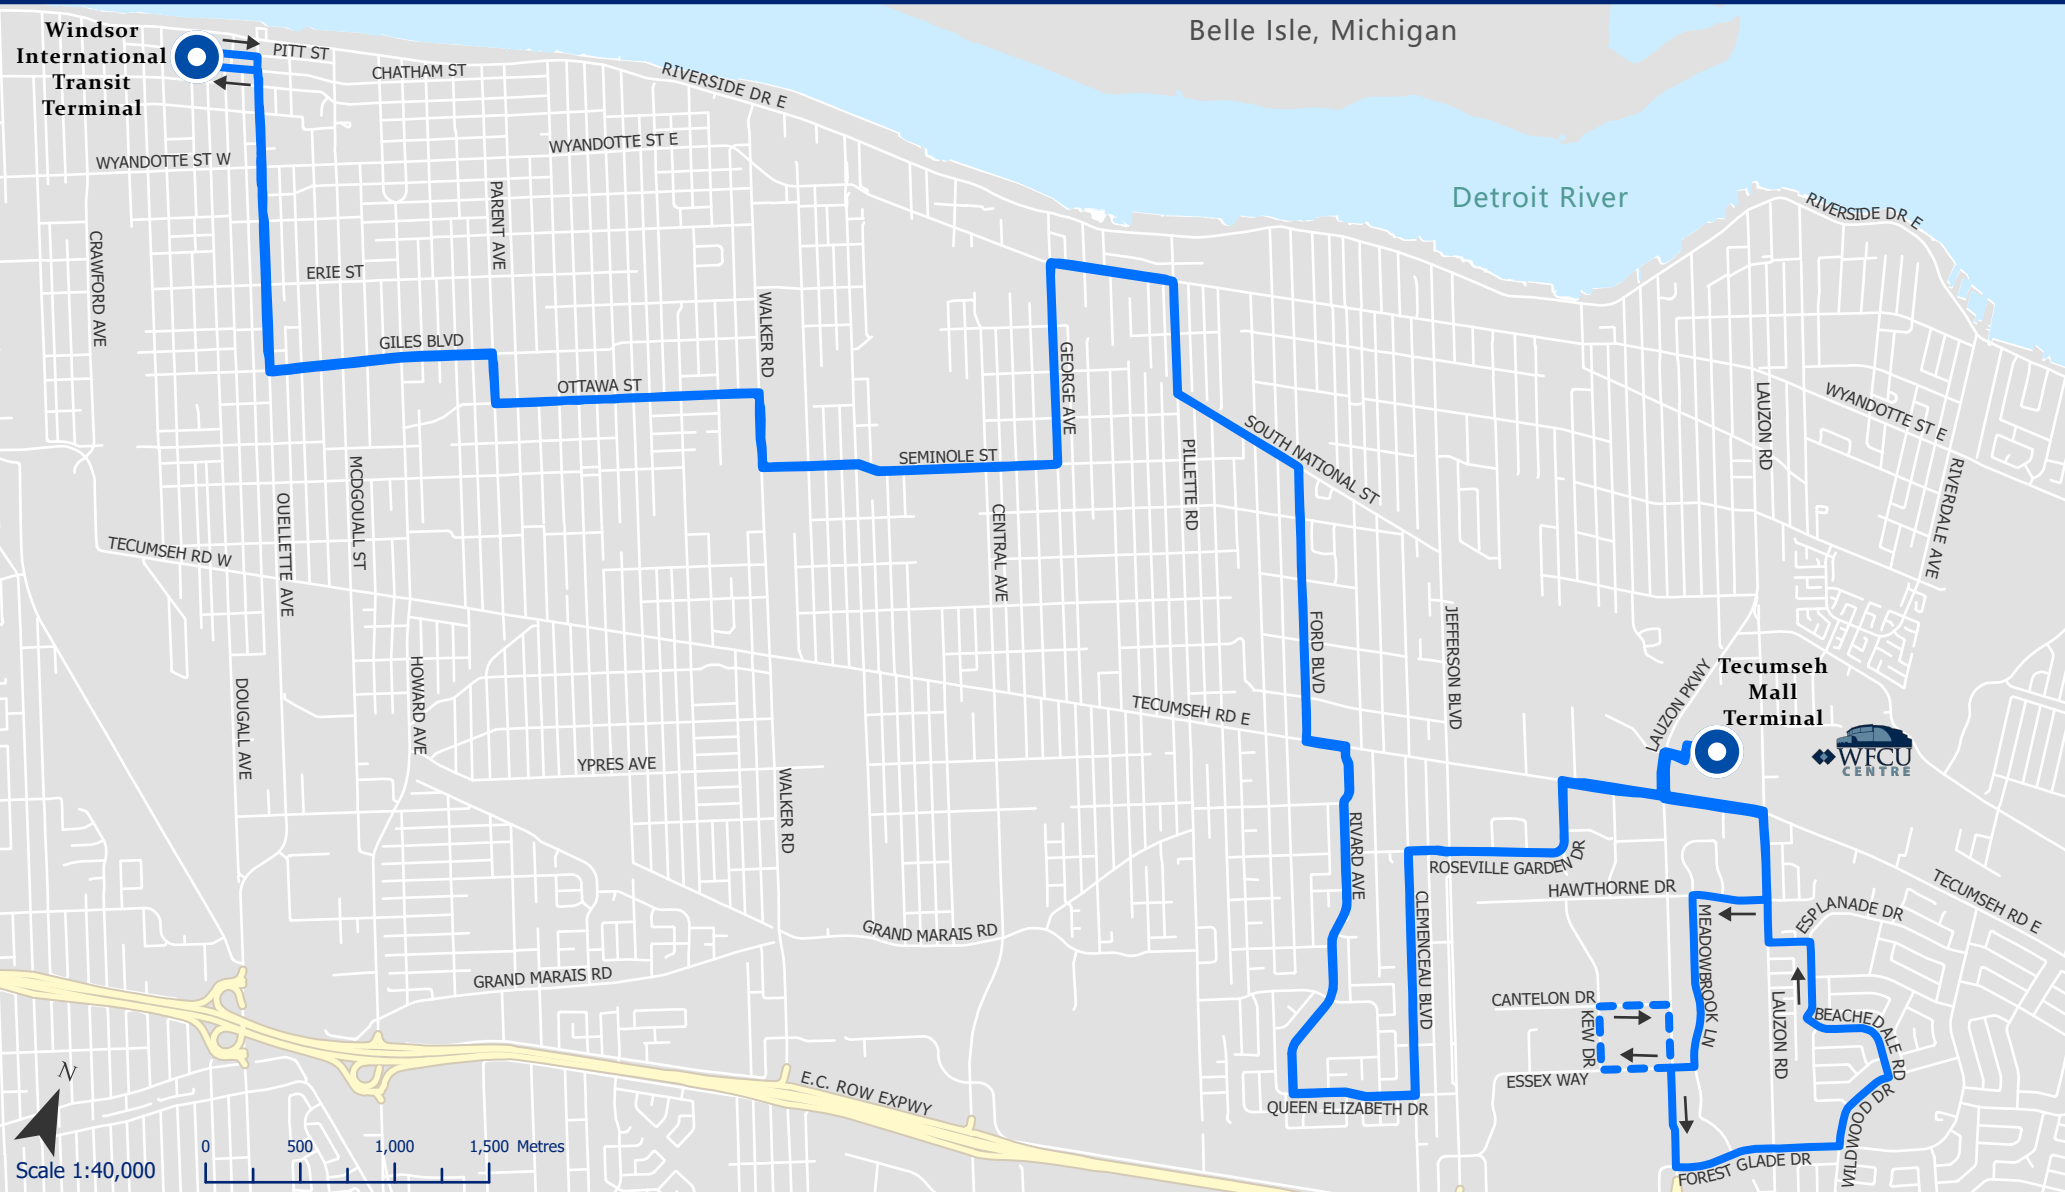 Belle Isle, Michigan
Windsor
International
Transit
Terminal
PITT ST
CHATHAM ST
RIVERSIDE DR E
WYANDOTTE ST W
WYANDOTTE ST E
PARENT AVE
Detroit River
RIVERSIDE DR E
CRAWFORD AVE
ERIE ST
WALKER RD
GILES BLVD
OTTAWA ST
GEORGE AVE
SEMINOLE ST
SOUTH NATIONAL ST
PILLETTE RD
LAUZON RD
WYANDOTTE ST E
RIVERDALE AVE
MCDGOUALL ST
OUELLETTE AVE
TECUMSEH RD W
CENTRAL AVE
FORD BLVD
JEFFERSON BLVD
HOWARD AVE
DOUGALL AVE
TECUMSEH RD E
LAUZON PKWY
Tecumseh
Mall
Terminal
WFCU
CENTRE
YPRES AVE
WALKER RD
RIVARD AVE
ROSEVILLE GARDEN DR
HAWTHORNE DR
TECUMSEH RD E
ESPLANADE DR
CLEMENCEAU BLVD
MEADOWBROOK LN
GRAND MARAIS RD
GRAND MARAIS RD
CANTELON DR
KEW DR
LAUZON RD
BEACHEDALE RD
ESSEX WAY
E.C. ROW EXPWY
QUEEN ELIZABETH DR
WILDWOOD DR
FOREST GLADE DR
N
Scale 1:40,000
0 500 1,000 1,500 Metres